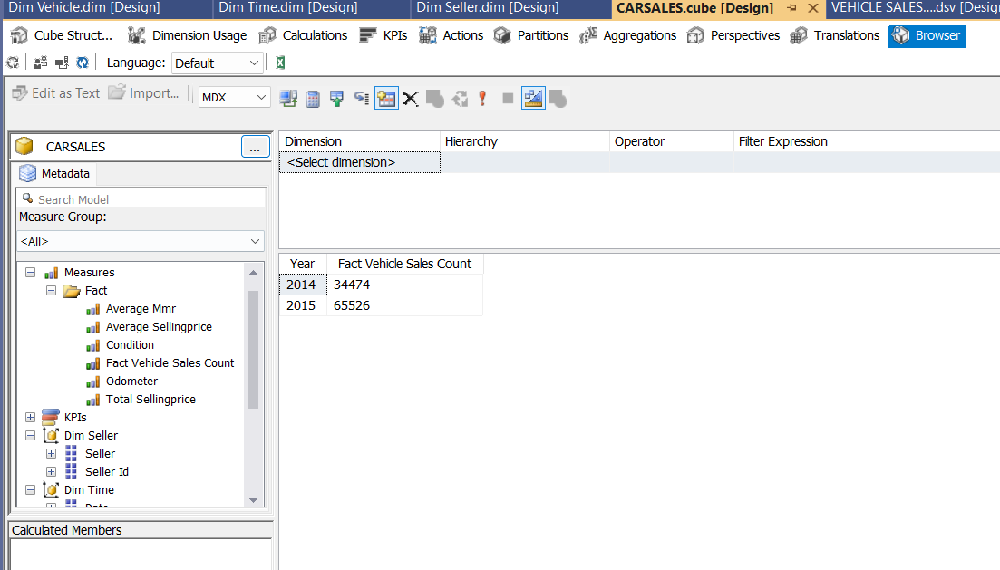 Dim Vehicle.dim [Design] Dim Time.dim [Design] Dim Seller.dim [Design] CARSALES.cube [Design] VEHICLE SALES....dsv [Design]
Cube Struct... Dimension Usage Calculations KPIs Actions Partitions Aggregations Perspectives Translations Browser
Language: Default
Edit as Text Import... MDX
CARSALES ...
Metadata
Search Model
Measure Group:
<All>
Measures
Fact
Average Mmr
Average Sellingprice
Condition
Fact Vehicle Sales Count
Odometer
Total Sellingprice
KPIs
Dim Seller
Seller
Seller Id
Dim Time
Date
Calculated Members
Dimension Hierarchy Operator Filter Expression
<Select dimension>
Year Fact Vehicle Sales Count
2014 34474
2015 65526